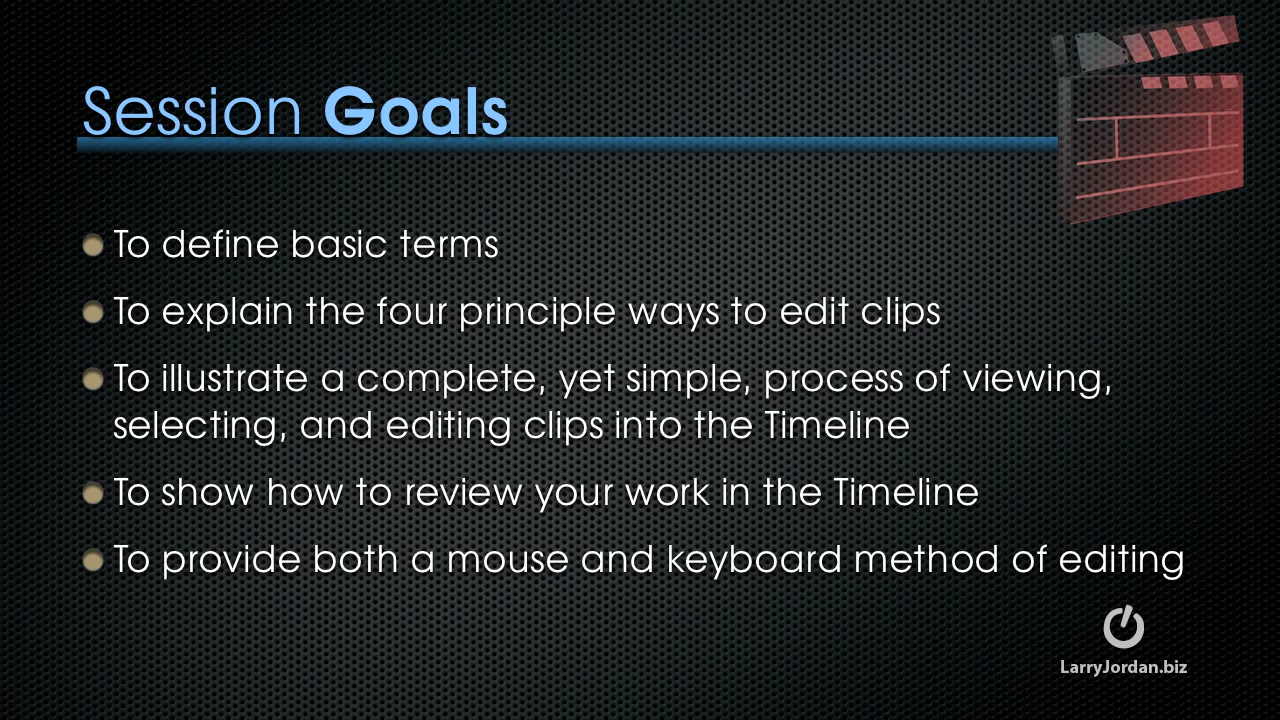 Session Goals
To define basic terms
To explain the four principle ways to edit clips
To illustrate a complete, yet simple, process of viewing,
selecting, and editing clips into the Timeline
To show how to review your work in the Timeline
To provide both a mouse and keyboard method of editing
LarryJordan.biz